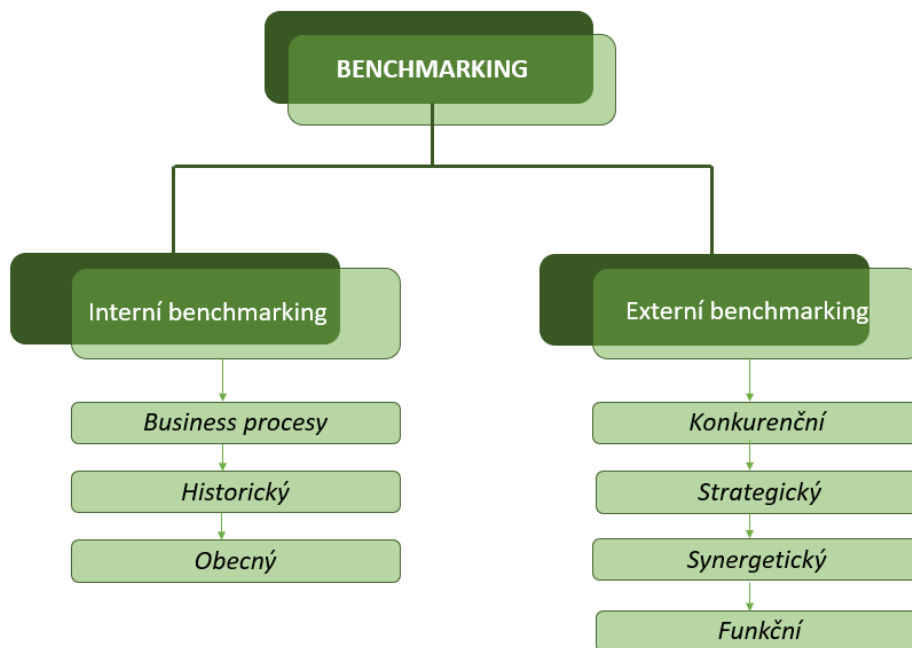 BENCHMARKING
Interní benchmarking
Business procesy
Historický
Obecný
Externí benchmarking
Konkurenční
Strategický
Synergetický
Funkční